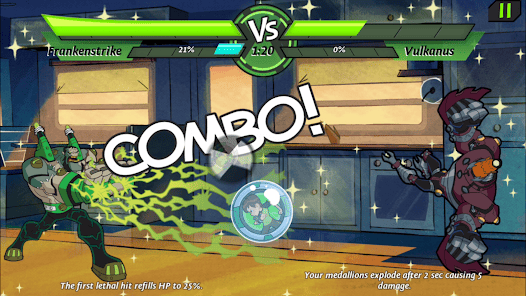 Vs
Frankenstrike 21% 1:20 0% Vulkanus
COMBO!
The first lethal hit refills HP to 25%.
Your medallions explode after 2 sec causing 5
damgge